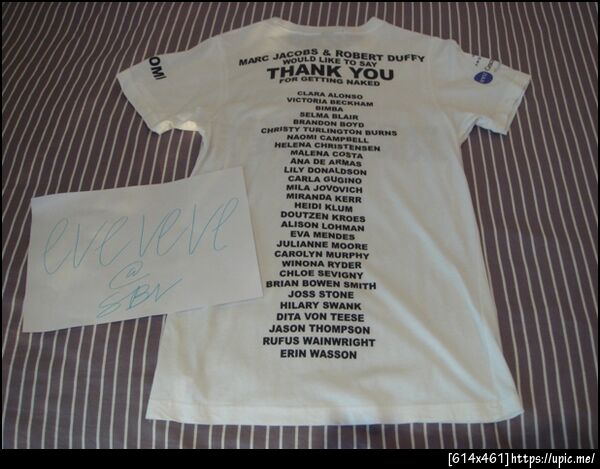 MARC JACOBS & ROBERT DUFFY
WOULD LIKE TO SAY
THANK YOU
FOR GETTING NAKED
CLARA ALONSO
VICTORIA BECKHAM
BIMBA
SELMA BLAIR
BRANDON BOYD
CHRISTY TURLINGTON BURNS
NAOMI CAMPBELL
HELENA CHRISTENSEN
MALENA COSTA
ANA DE ARMAS
LILY DONALDSON
CARLA GUGINO
MILA JOVOVICH
MIRANDA KERR
HEIDI KLUM
DOUTZEN KROES
ALISON LOHMAN
EVA MENDES
JULIANNE MOORE
CAROLYN MURPHY
WINONA RYDER
CHLOE SEVIGNY
BRIAN BOWEN SMITH
JOSS STONE
HILARY SWANK
DITA VON TEESE
JASON THOMPSON
RUFUS WAINWRIGHT
ERIN WASSON
eveveve
@
SBN
[614x461]https://upic.me/